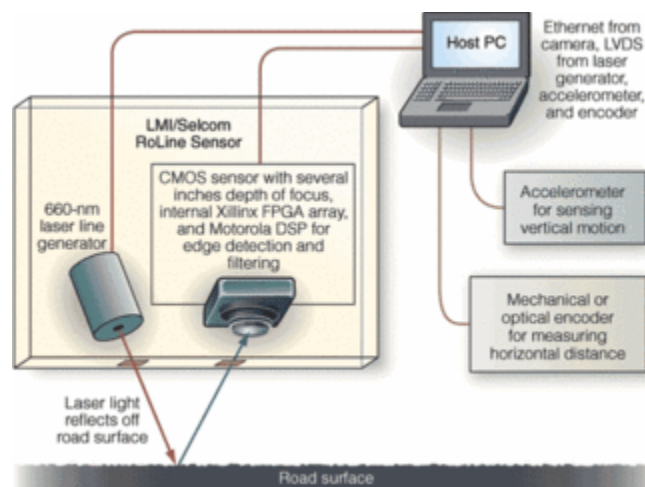 Host PC
Ethernet from
camera, LVDS
from laser
generator,
accelerometer,
and encoder
LMI/Selcom
RoLine Sensor
CMOS sensor with several
inches depth of focus,
internal Xillinx FPGA array,
and Motorola DSP for
edge detection and
filtering
660-nm
laser line
generator
Accelerometer
for sensing
vertical motion
Mechanical or
optical encoder
for measuring
horizontal distance
Laser light
reflects off
road surface
Road surface